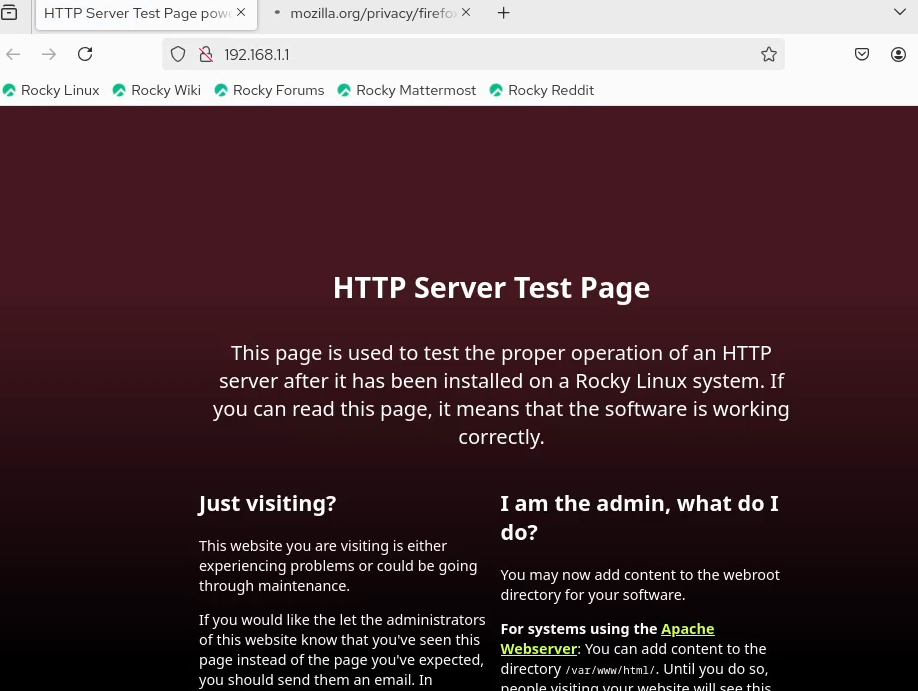 HTTP Server Test Page pow
mozilla.org/privacy/firefox
192.168.1.1
Rocky Linux Rocky Wiki Rocky Forums Rocky Mattermost Rocky Reddit
HTTP Server Test Page
This page is used to test the proper operation of an HTTP
server after it has been installed on a Rocky Linux system. If
you can read this page, it means that the software is working
correctly.
Just visiting?
This website you are visiting is either
experiencing problems or could be going
through maintenance.
If you would like the let the administrators
of this website know that you've seen this
page instead of the page you've expected,
you should send them an email. In
I am the admin, what do I
do?
You may now add content to the webroot
directory for your software.
For systems using the Apache
Webserver: You can add content to the
directory /var/www/html/. Until you do so,
people visiting your website will see this